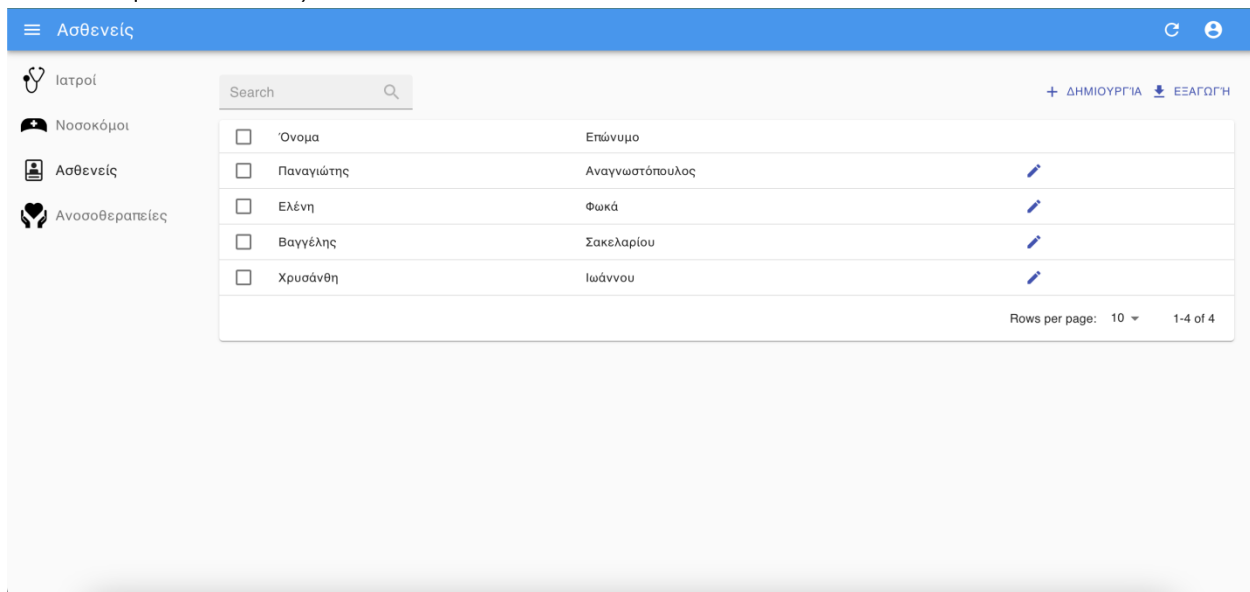 Ασθενείς
Ιατροί
Νοσοκόμοι
Ασθενείς
Ανοσοθεραπείες
Search
+ ΔΗΜΙΟΥΡΓΊΑ ΕΞΑΓΩΓΉ
Όνομα Επώνυμο
Παναγιώτης Αναγνωστόπουλος
Ελένη Φωκά
Βαγγέλης Σακελαρίου
Χρυσάνθη Ιωάννου
Rows per page: 10 1-4 of 4